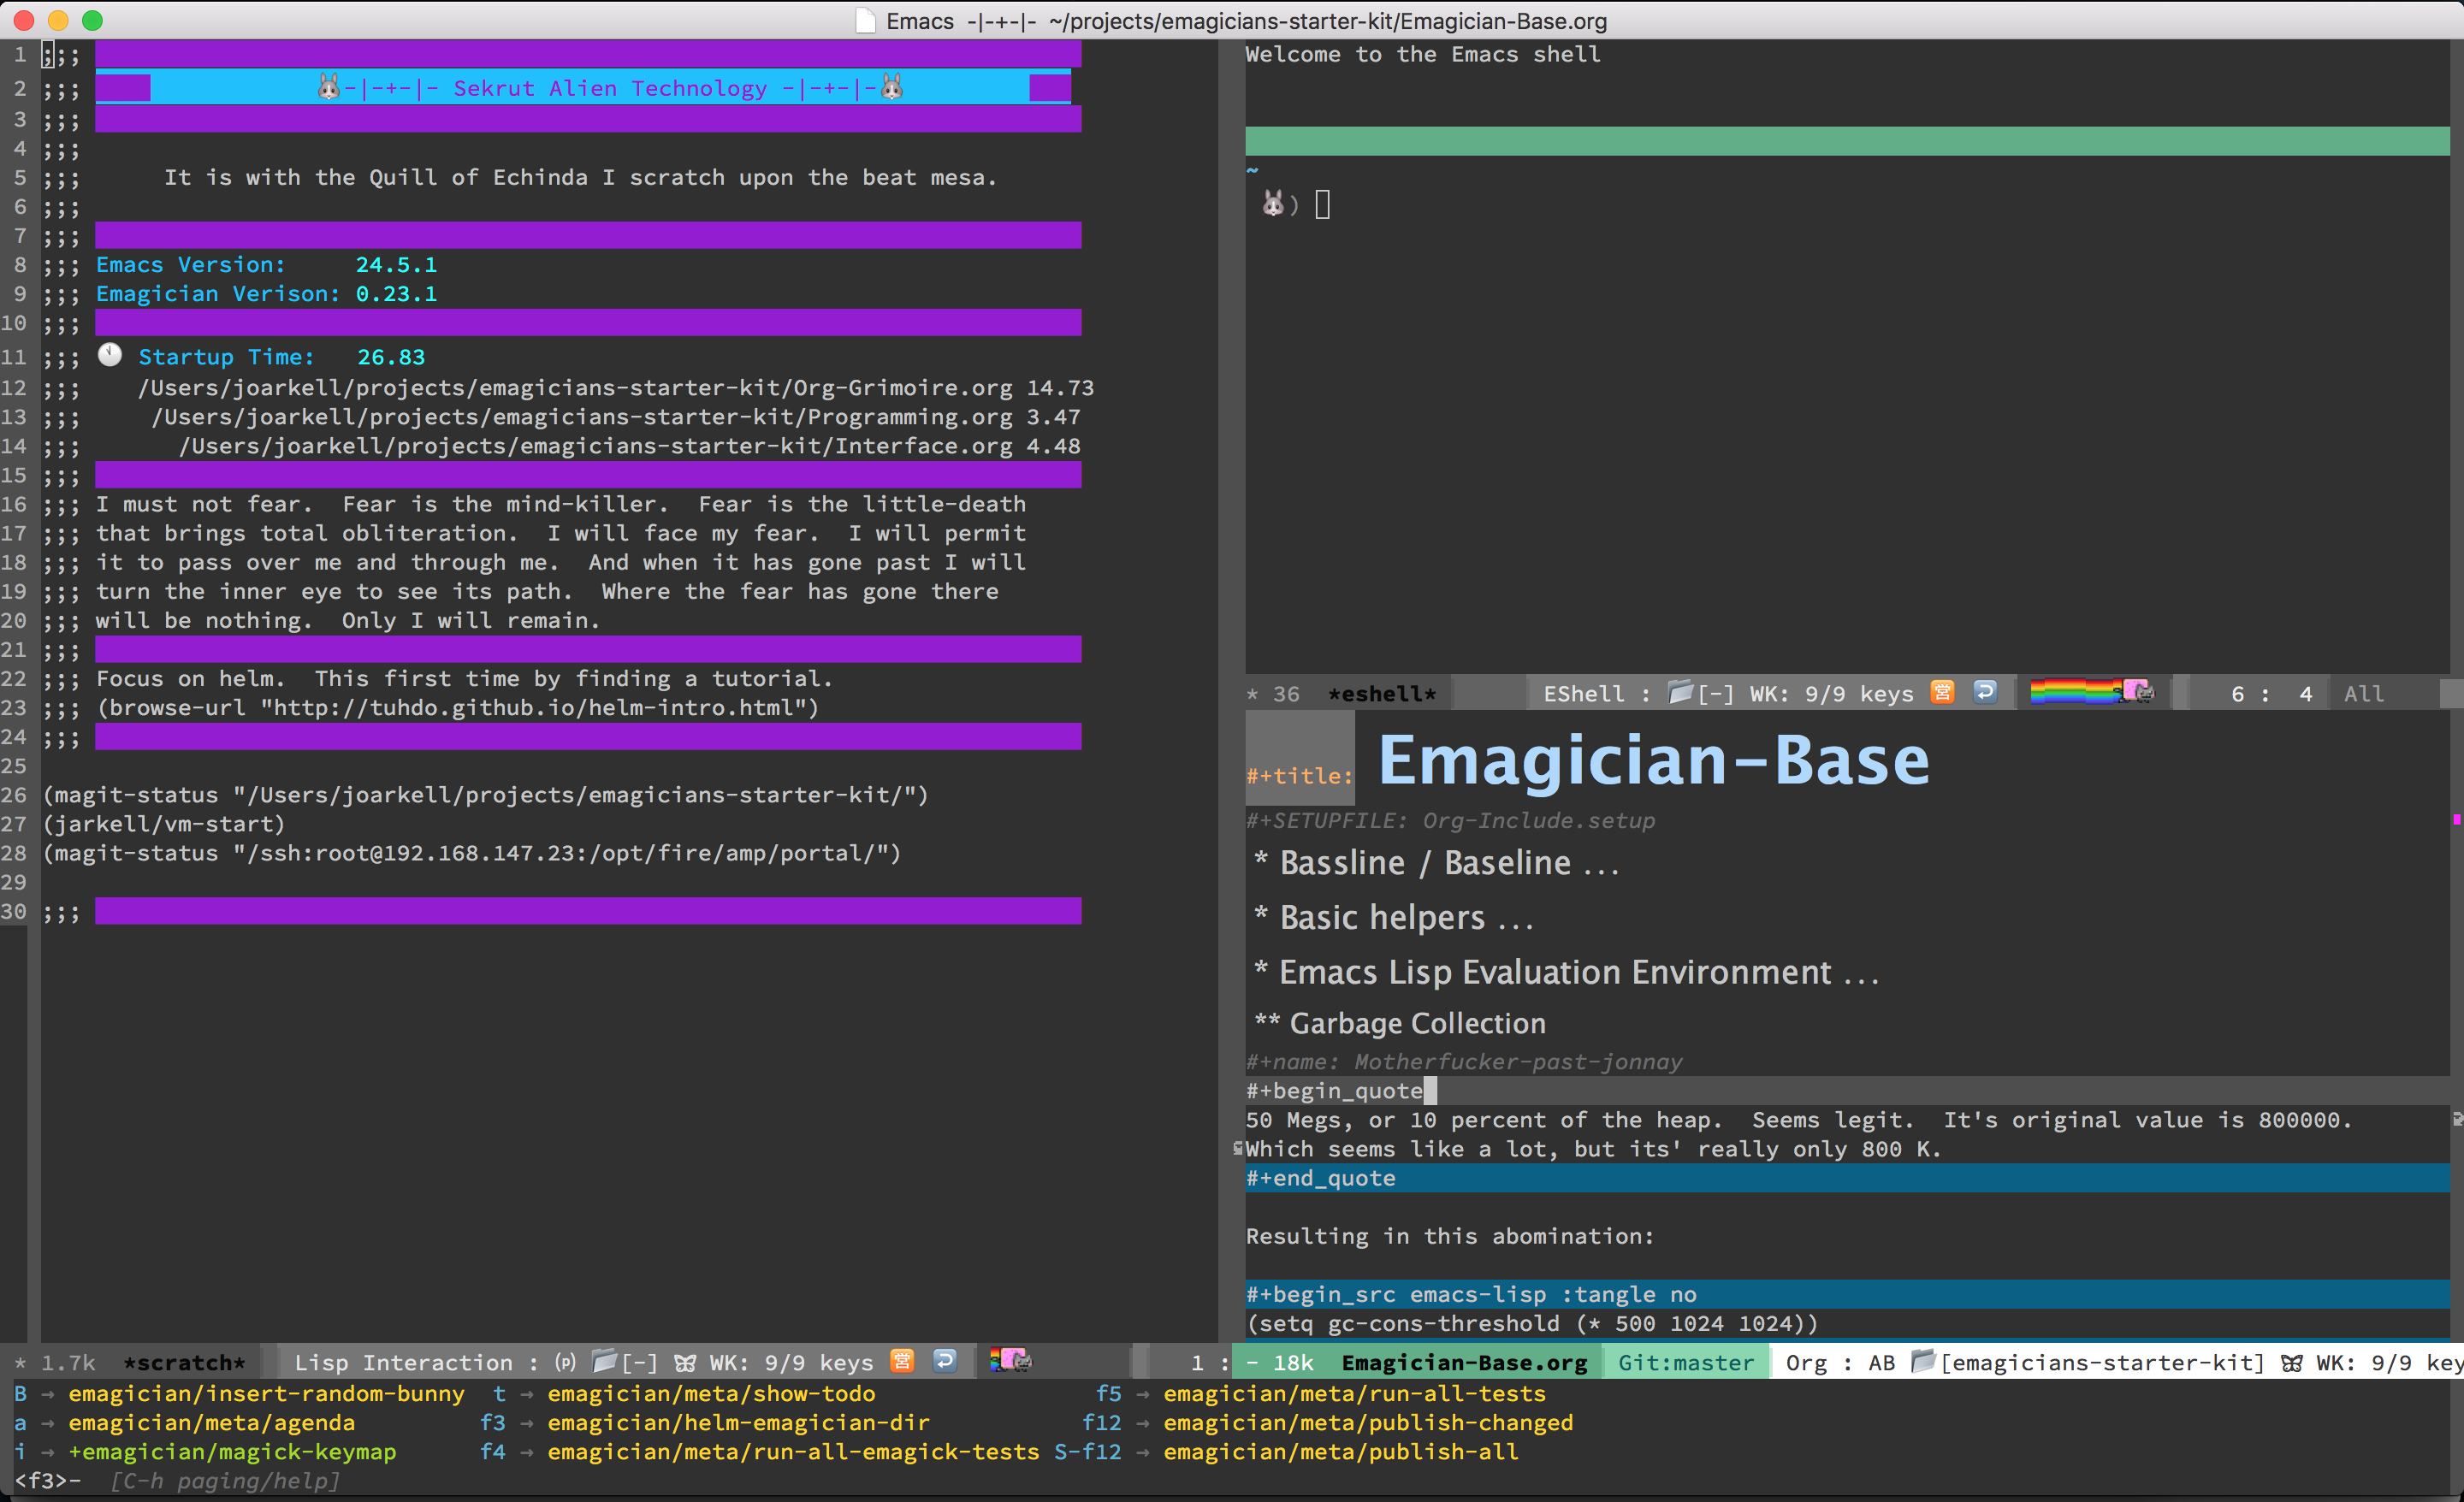 Emacs -|-+-|- ~/projects/emagicians-starter-kit/Emagician-Base.org
1 ;;;
2 ;;; 🐰-|-+-|- Sekrut Alien Technology -|-+-|-🐰
3 ;;;
4 ;;;
5 ;;; It is with the Quill of Echinda I scratch upon the beat mesa.
6 ;;;
7 ;;;
8 ;;; Emacs Version: 24.5.1
9 ;;; Emagician Verison: 0.23.1
10 ;;;
11 ;;; 🕚 Startup Time: 26.83
12 ;;; /Users/joarkell/projects/emagicians-starter-kit/Org-Grimoire.org 14.73
13 ;;; /Users/joarkell/projects/emagicians-starter-kit/Programming.org 3.47
14 ;;; /Users/joarkell/projects/emagicians-starter-kit/Interface.org 4.48
15 ;;;
16 ;;; I must not fear.  Fear is the mind-killer.  Fear is the little-death
17 ;;; that brings total obliteration.  I will face my fear.  I will permit
18 ;;; it to pass over me and through me.  And when it has gone past I will
19 ;;; turn the inner eye to see its path.  Where the fear has gone there
20 ;;; will be nothing.  Only I will remain.
21 ;;;
22 ;;; Focus on helm.  This first time by finding a tutorial.
23 ;;; (browse-url "http://tuhdo.github.io/helm-intro.html")
24 ;;;
25
26 (magit-status "/Users/joarkell/projects/emagicians-starter-kit/")
27 (jarkell/vm-start)
28 (magit-status "/ssh:root@192.168.147.23:/opt/fire/amp/portal/")
29
30 ;;;
* 1.7k *scratch* Lisp Interaction : (p) 📂[-] WK: 9/9 keys 🈺 ↩ 1 :
Welcome to the Emacs shell
~
🐰)
* 36 *eshell* EShell : 📂[-] WK: 9/9 keys 🈺 ↩ 6 : 4 All
#+title: Emagician-Base
#+SETUPFILE: Org-Include.setup
* Bassline / Baseline ...
* Basic helpers ...
* Emacs Lisp Evaluation Environment ...
** Garbage Collection
#+name: Motherfucker-past-jonnay
#+begin_quote
50 Megs, or 10 percent of the heap.  Seems legit.  It's original value is 800000.
Which seems like a lot, but its' really only 800 K.
#+end_quote
Resulting in this abomination:
#+begin_src emacs-lisp :tangle no
(setq gc-cons-threshold (* 500 1024 1024))
- 18k Emagician-Base.org Git:master Org : AB 📂[emagicians-starter-kit] WK: 9/9 key
B → emagician/insert-random-bunny t → emagician/meta/show-todo f5 → emagician/meta/run-all-tests
a → emagician/meta/agenda f3 → emagician/helm-emagician-dir f12 → emagician/meta/publish-changed
i → +emagician/magick-keymap f4 → emagician/meta/run-all-emagick-tests S-f12 → emagician/meta/publish-all
<f3>- [C-h paging/help]